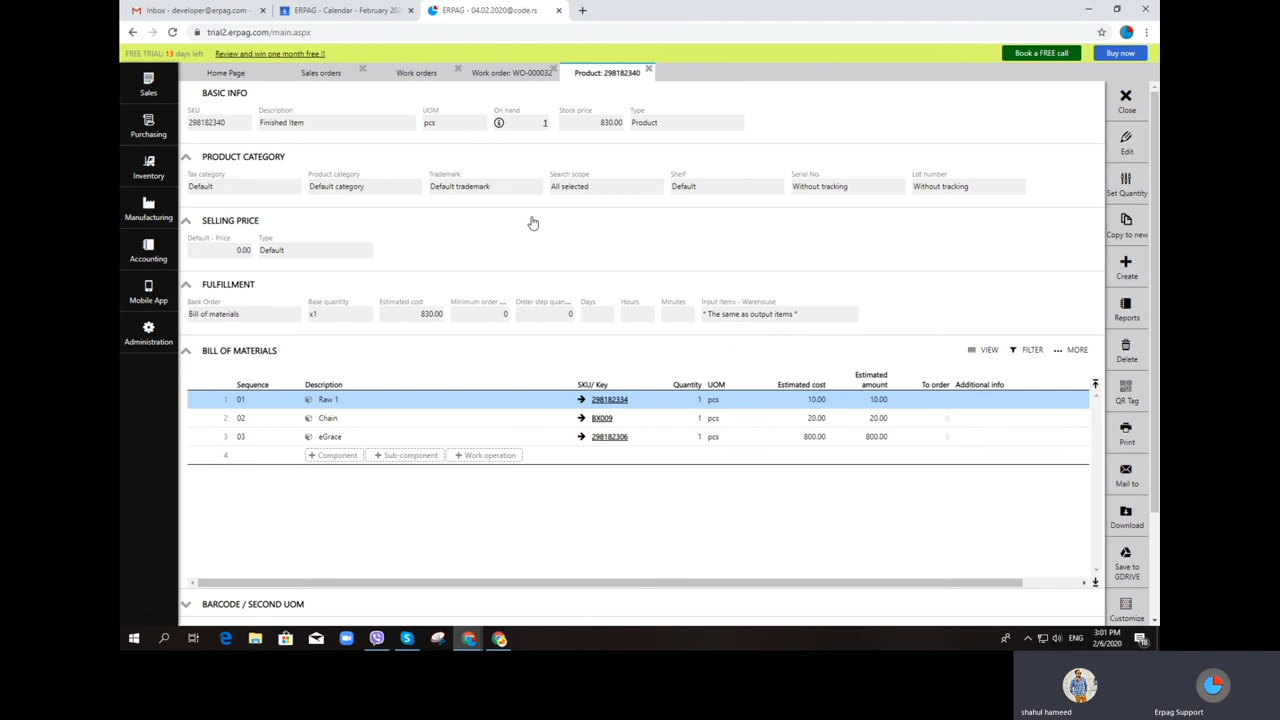 Inbox - developer@erpag.com -
ERPAG - Calendar - February 202
ERPAG - 04.02.2020@code.rs
trial2.erpag.com/main.aspx
FREE TRIAL: 13 days left
Review and win one month free !!
Book a FREE call
Buy now
Home Page
Sales orders
Work orders
Work order: WO-000032
Product: 298182340
Sales
Purchasing
Inventory
Manufacturing
Accounting
Mobile App
Administration
BASIC INFO
SKU Description UOM On hand Stock price Type
298182340 Finished Item pcs 1 830.00 Product
PRODUCT CATEGORY
Tax category Product category Trademark Search scope Shelf Serial No. Lot number
Default Default category Default trademark All selected Default Without tracking Without tracking
SELLING PRICE
Default - Price Type
0.00 Default
FULFILLMENT
Back Order Base quantity Estimated cost Minimum order ... Order step quan... Days Hours Minutes Input items - Warehouse
Bill of materials x1 830.00 0 0 * The same as output items *
BILL OF MATERIALS
VIEW FILTER ... MORE
Sequence Description SKU/ Key Quantity UOM Estimated cost Estimated amount To order Additional info
1 01 Raw 1 298182334 1 pcs 10.00 10.00
2 02 Chain BX009 1 pcs 20.00 20.00 0
3 03 eGrace 298182306 1 pcs 800.00 800.00 0
4 + Component + Sub-component + Work operation
BARCODE / SECOND UOM
Close
Edit
Set Quantity
Copy to new
Create
Reports
Delete
QR Tag
Print
Mail to
Download
Save to
GDRIVE
Customize
ENG
3:01 PM
2/6/2020
18
shahul hameed
Erpag Support